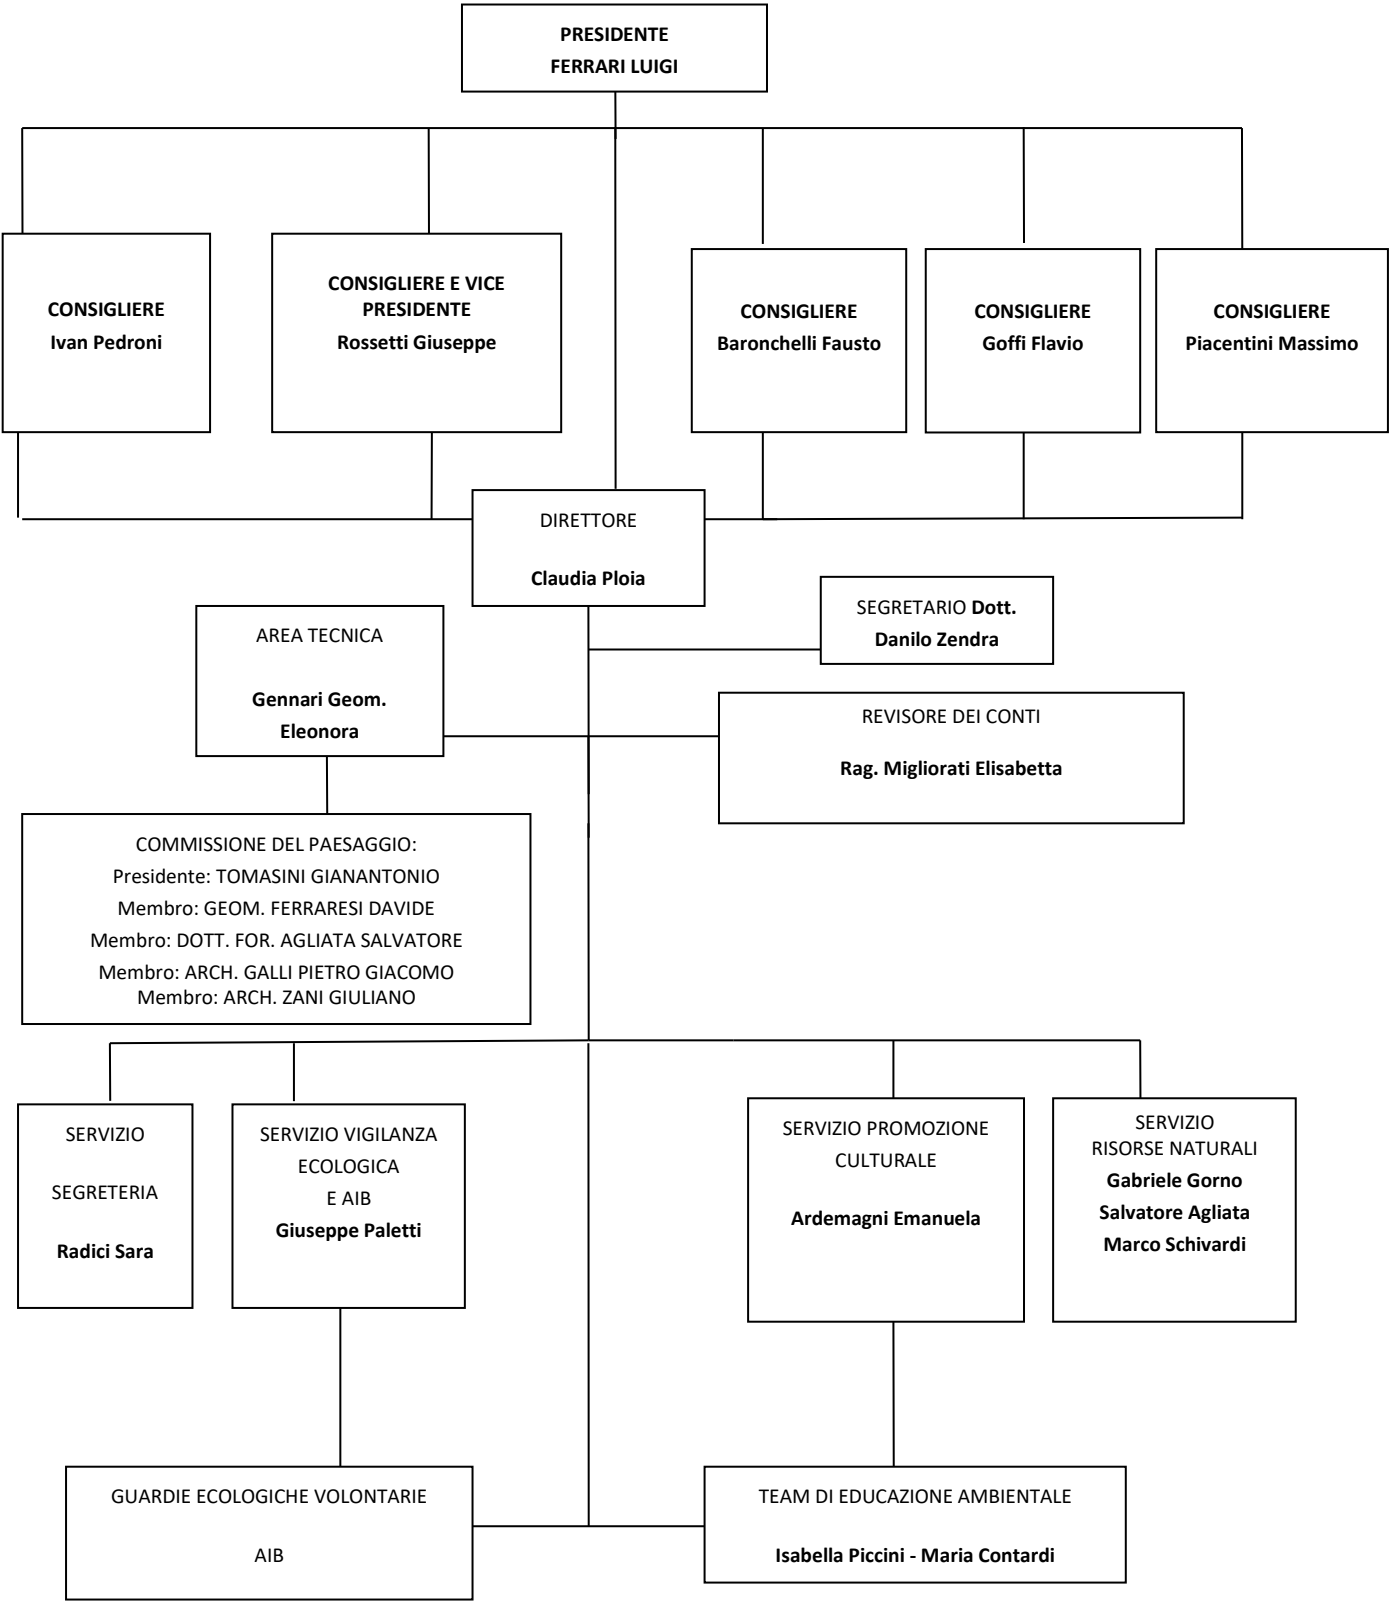 PRESIDENTE
FERRARI LUIGI
CONSIGLIERE
Ivan Pedroni
CONSIGLIERE E VICE
PRESIDENTE
Rossetti Giuseppe
CONSIGLIERE
Baronchelli Fausto
CONSIGLIERE
Goffi Flavio
CONSIGLIERE
Piacentini Massimo
DIRETTORE
Claudia Ploia
SEGRETARIO Dott.
Danilo Zendra
AREA TECNICA
Gennari Geom.
Eleonora
REVISORE DEI CONTI
Rag. Migliorati Elisabetta
COMMISSIONE DEL PAESAGGIO:
Presidente: TOMASINI GIANANTONIO
Membro: GEOM. FERRARESI DAVIDE
Membro: DOTT. FOR. AGLIATA SALVATORE
Membro: ARCH. GALLI PIETRO GIACOMO
Membro: ARCH. ZANI GIULIANO
SERVIZIO
SEGRETERIA
Radici Sara
SERVIZIO VIGILANZA
ECOLOGICA
E AIB
Giuseppe Paletti
SERVIZIO PROMOZIONE
CULTURALE
Ardemagni Emanuela
SERVIZIO
RISORSE NATURALI
Gabriele Gorno
Salvatore Agliata
Marco Schivardi
GUARDIE ECOLOGICHE VOLONTARIE
AIB
TEAM DI EDUCAZIONE AMBIENTALE
Isabella Piccini - Maria Contardi